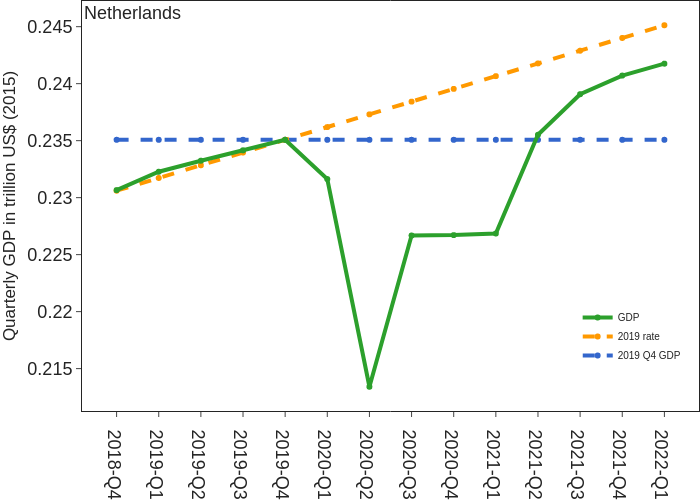 Netherlands
Quarterly GDP in trillion US$ (2015)
0.245
0.24
0.235
0.23
0.225
0.22
0.215
GDP
2019 rate
2019 Q4 GDP
2018-Q4
2019-Q1
2019-Q2
2019-Q3
2019-Q4
2020-Q1
2020-Q2
2020-Q3
2020-Q4
2021-Q1
2021-Q2
2021-Q3
2021-Q4
2022-Q1